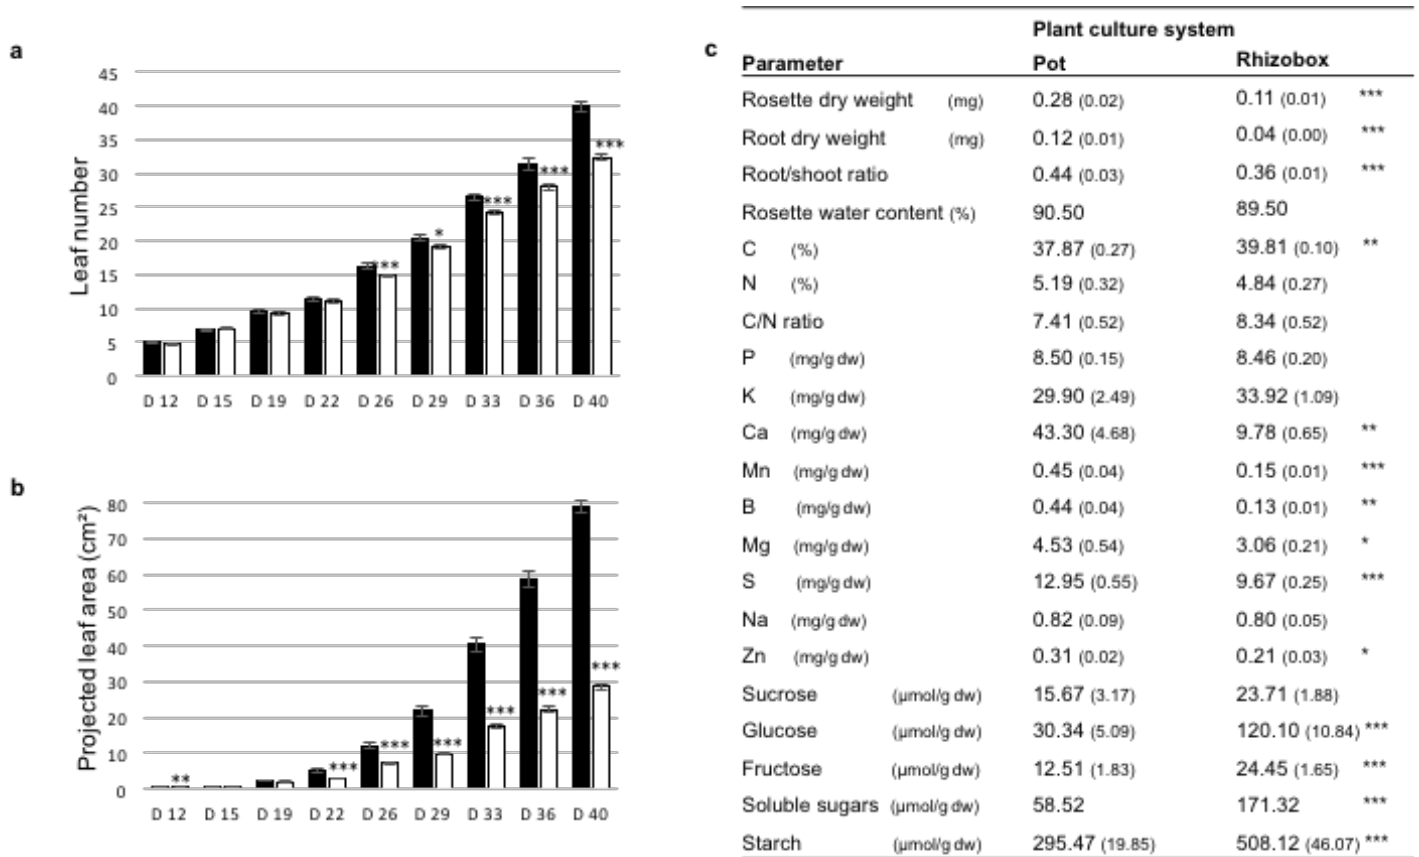 a
Leaf number
45
40
35
30
25
20
15
10
5
0
***
*
***
***
***
D 12 D 15 D 19 D 22 D 26 D 29 D 33 D 36 D 40
b
Projected leaf area (cm²)
80
70
60
50
40
30
20
10
0
**
***
***
***
***
***
***
D 12 D 15 D 19 D 22 D 26 D 29 D 33 D 36 D 40
c
Plant culture system
Parameter Pot Rhizobox
Rosette dry weight (mg) 0.28 (0.02) 0.11 (0.01) ***
Root dry weight (mg) 0.12 (0.01) 0.04 (0.00) ***
Root/shoot ratio 0.44 (0.03) 0.36 (0.01) ***
Rosette water content (%) 90.50 89.50
C (%) 37.87 (0.27) 39.81 (0.10) **
N (%) 5.19 (0.32) 4.84 (0.27)
C/N ratio 7.41 (0.52) 8.34 (0.52)
P (mg/g dw) 8.50 (0.15) 8.46 (0.20)
K (mg/g dw) 29.90 (2.49) 33.92 (1.09)
Ca (mg/g dw) 43.30 (4.68) 9.78 (0.65) **
Mn (mg/g dw) 0.45 (0.04) 0.15 (0.01) ***
B (mg/g dw) 0.44 (0.04) 0.13 (0.01) **
Mg (mg/g dw) 4.53 (0.54) 3.06 (0.21) *
S (mg/g dw) 12.95 (0.55) 9.67 (0.25) ***
Na (mg/g dw) 0.82 (0.09) 0.80 (0.05)
Zn (mg/g dw) 0.31 (0.02) 0.21 (0.03) *
Sucrose (µmol/g dw) 15.67 (3.17) 23.71 (1.88)
Glucose (µmol/g dw) 30.34 (5.09) 120.10 (10.84) ***
Fructose (µmol/g dw) 12.51 (1.83) 24.45 (1.65) ***
Soluble sugars (µmol/g dw) 58.52 171.32 ***
Starch (µmol/g dw) 295.47 (19.85) 508.12 (46.07) ***